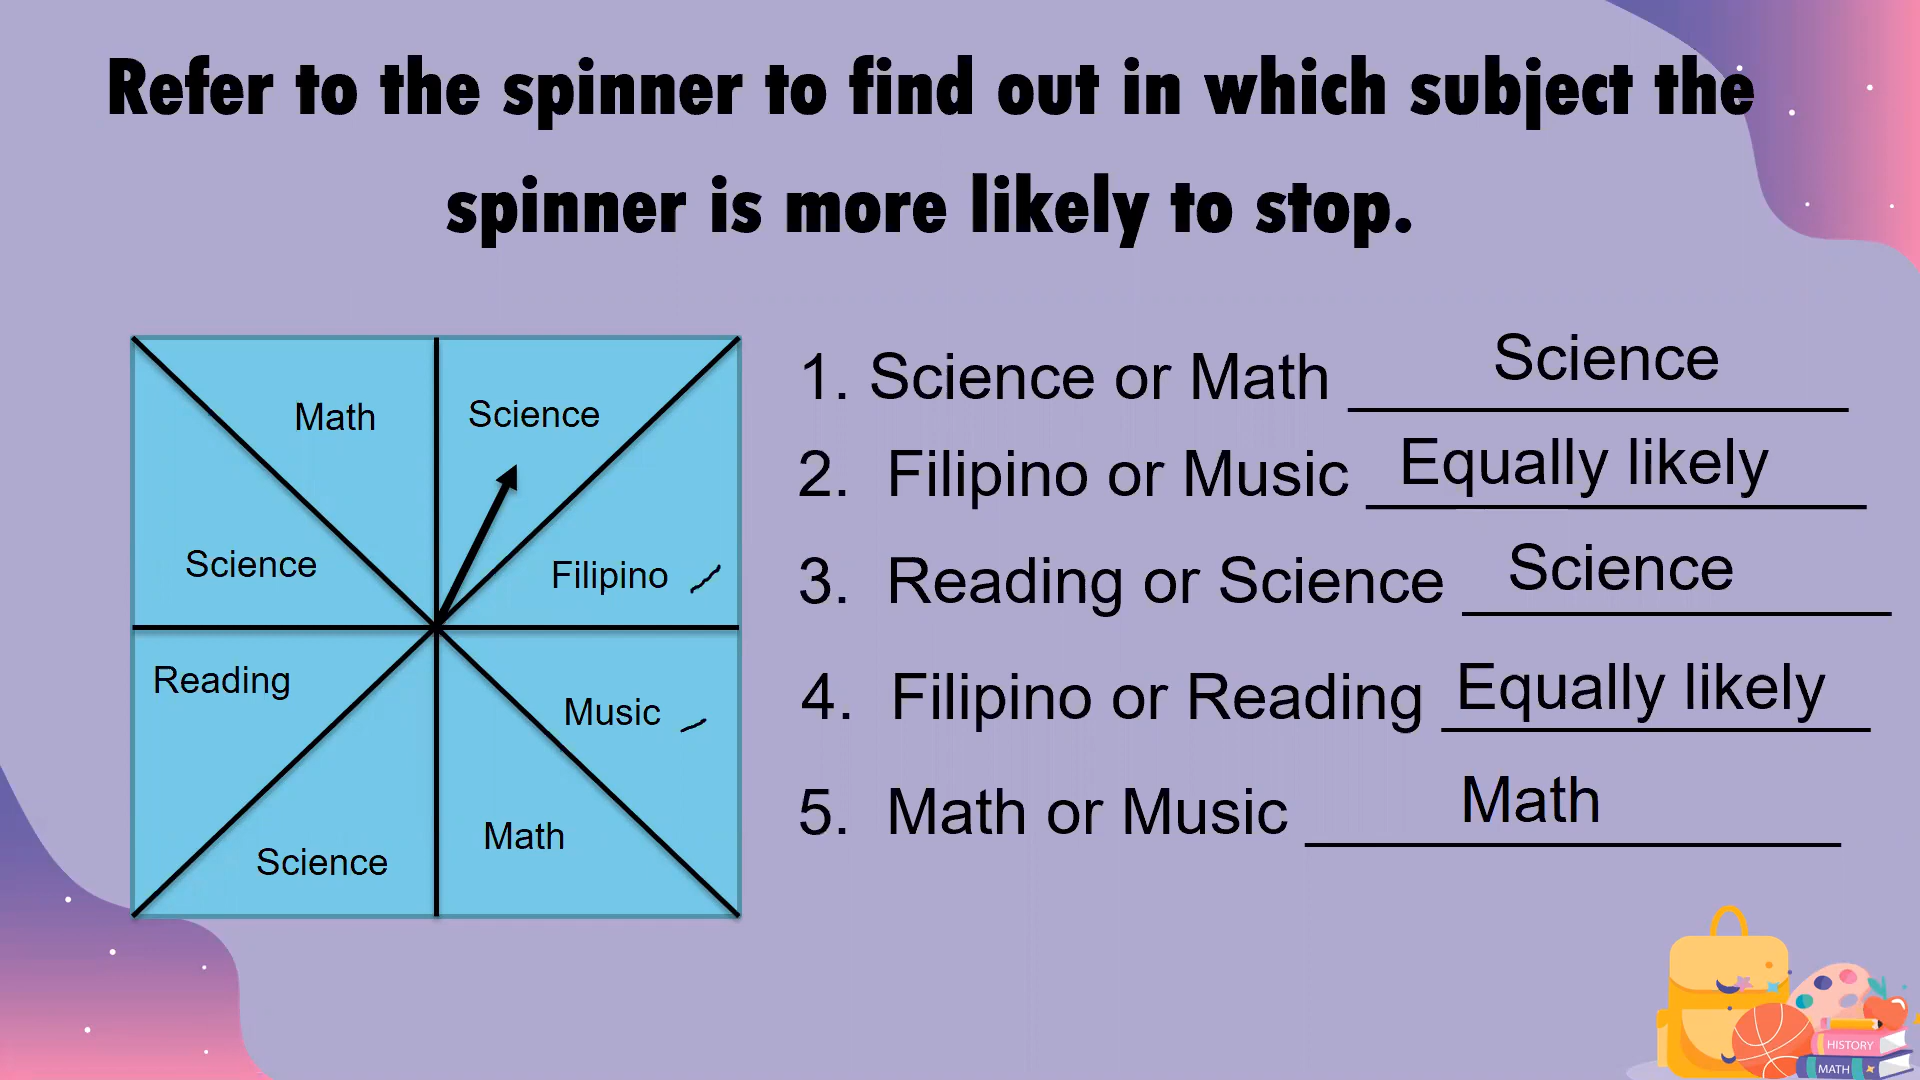 Refer to the spinner to find out in which subject the
spinner is more likely to stop.
Math
Science
Science
Filipino
Reading
Music
Math
Science
1. Science or Math Science
2. Filipino or Music Equally likely
3. Reading or Science Science
4. Filipino or Reading Equally likely
5. Math or Music Math
HISTORY
MATH